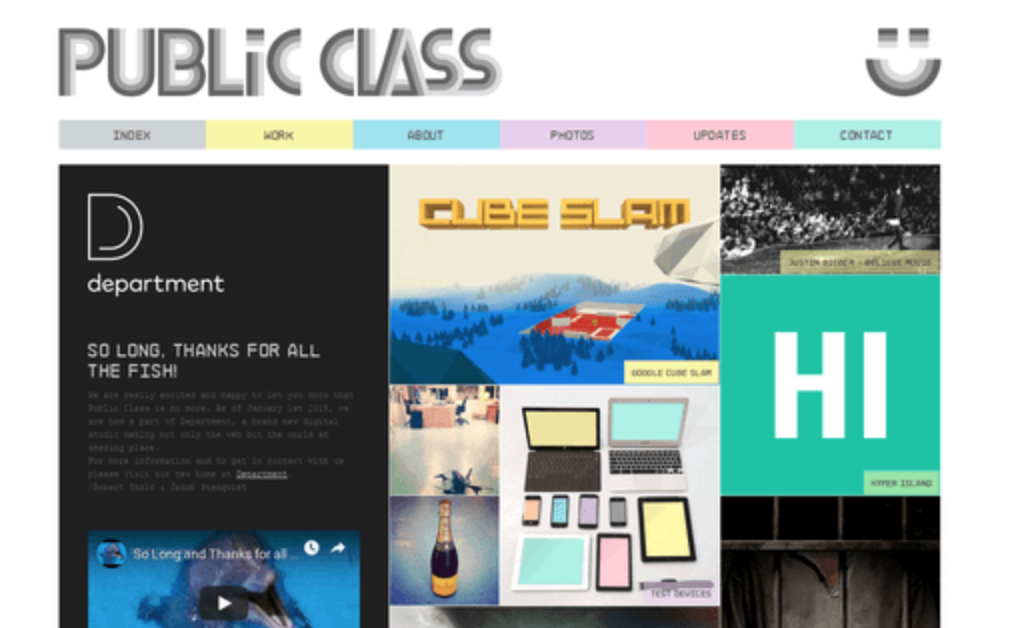 PUBLiC CLASS
INDEX
WORK
ABOUT
PHOTOS
UPDATES
CONTACT
D
department
SO LONG, THANKS FOR ALL
THE FISH!
We are really excited and happy to let you know that
Public Class is no more. As of January 1st 2015, we
are now a part of Department, a brand new digital
studio making not only the web but the world an
amazing place.
For more information and to get in contact with us
please visit our new home at Department.
/Robert Sköld & Jakob Stenqvist
So Long and Thanks for all ...
CUBE SLAM
GOOGLE CUBE SLAM
TEST DEVICES
JUSTIN BIEBER - BELIEVE MOVIE
HI
HYPER ISLAND